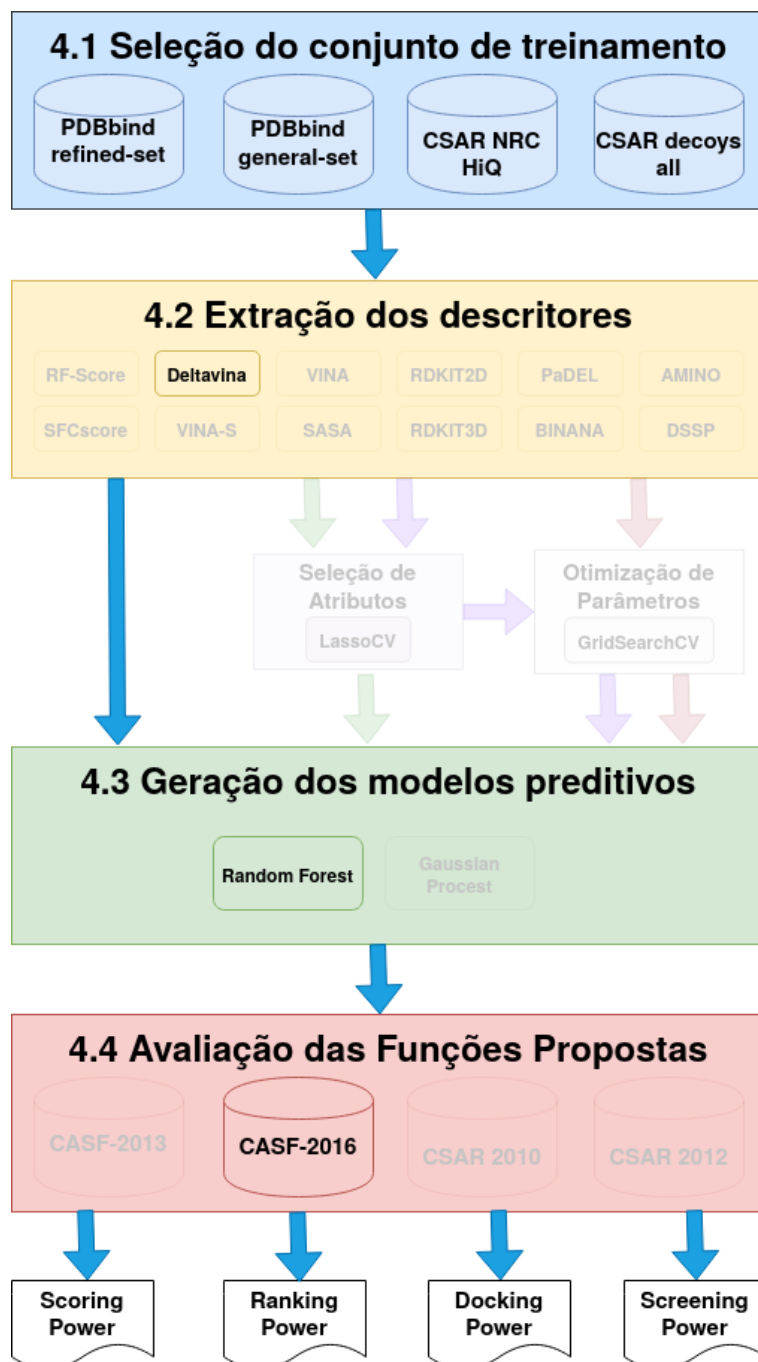 4.1 Seleção do conjunto de treinamento
PDBbind
refined-set
PDBbind
general-set
CSAR NRC
HiQ
CSAR decoys
all
4.2 Extração dos descritores
RF-Score
Deltavina
VINA
RDKIT2D
PaDEL
AMINO
SFCscore
VINA-S
SASA
RDKIT3D
BINANA
DSSP
Seleção de
Atributos
LassoCV
Otimização de
Parâmetros
GridSearchCV
4.3 Geração dos modelos preditivos
Random Forest
Gaussian
Procest
4.4 Avaliação das Funções Propostas
CASF-2013
CASF-2016
CSAR 2010
CSAR 2012
Scoring
Power
Ranking
Power
Docking
Power
Screening
Power